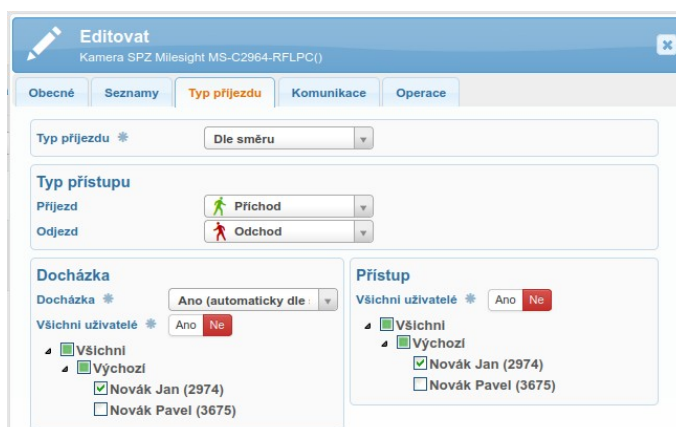 Editovat
Kamera SPZ Milesight MS-C2964-RFLPC()
Obecné Seznamy Typ příjezdu Komunikace Operace
Typ příjezdu Dle směru
Typ přístupu
Příjezd Příchod
Odjezd Odchod
Docházka
Docházka Ano (automaticky dle
Všichni uživatelé Ano Ne
Všichni
Výchozí
Novák Jan (2974)
Novák Pavel (3675)
Přístup
Všichni uživatelé Ano Ne
Všichni
Výchozí
Novák Jan (2974)
Novák Pavel (3675)